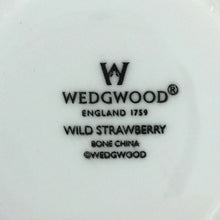 W
WEDGWOOD®
ENGLAND 1759
WILD STRAWBERRY
BONE CHINA
©WEDGWOOD